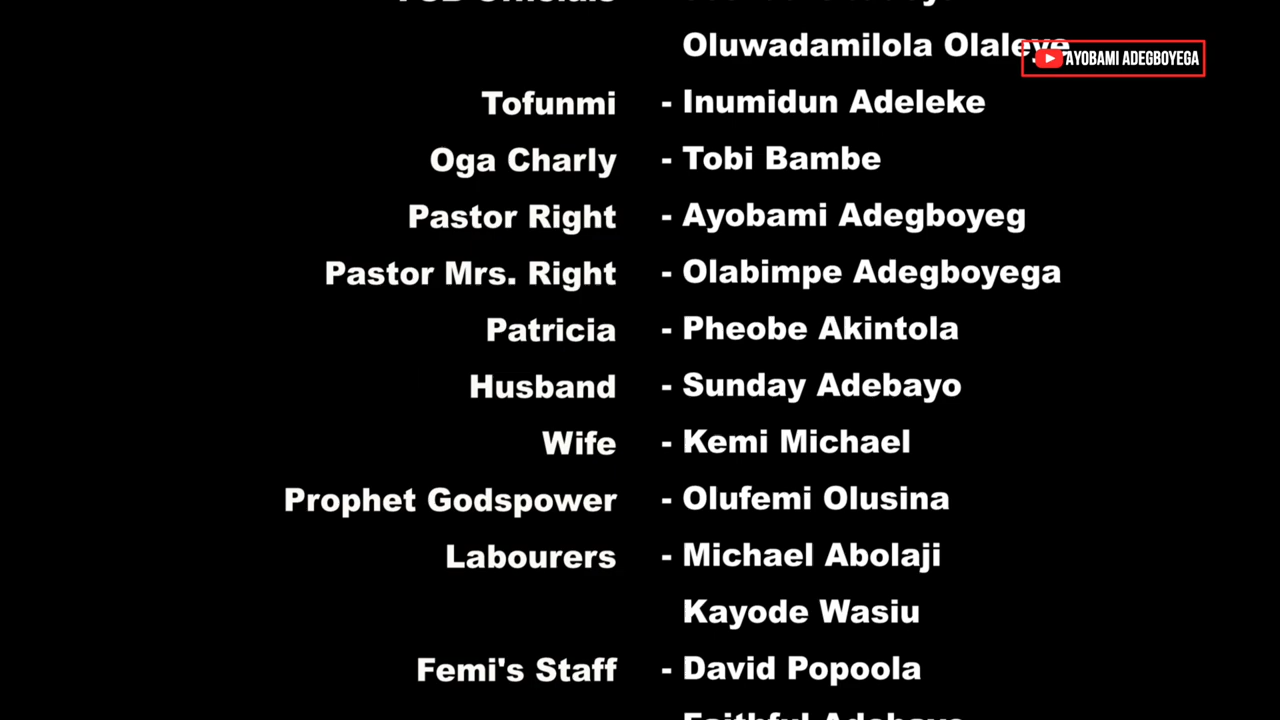 Oluwadamilola Olaleye
AYOBAMI ADEGBOYEGA
Tofunmi - Inumidun Adeleke
Oga Charly - Tobi Bambe
Pastor Right - Ayobami Adegboyeg
Pastor Mrs. Right - Olabimpe Adegboyega
Patricia - Pheobe Akintola
Husband - Sunday Adebayo
Wife - Kemi Michael
Prophet Godspower - Olufemi Olusina
Labourers - Michael Abolaji
Kayode Wasiu
Femi's Staff - David Popoola